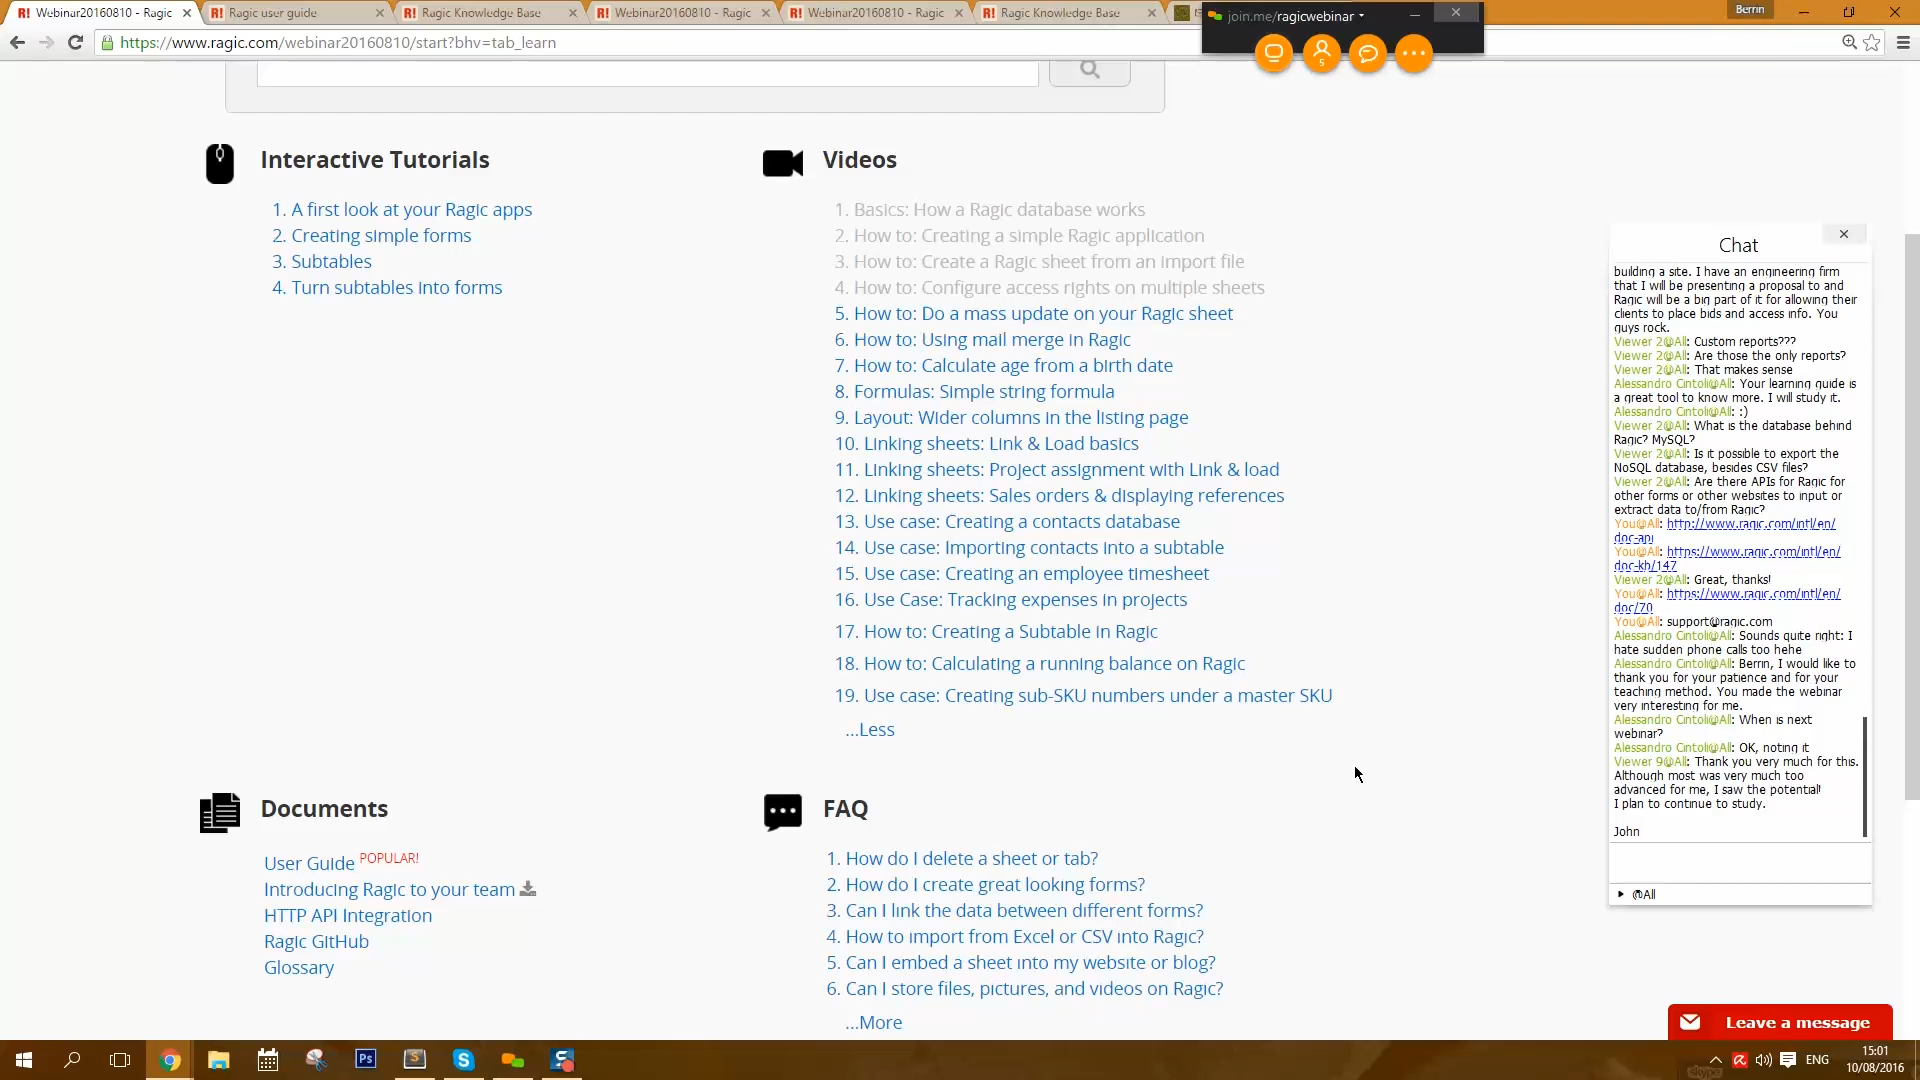 Webinar20160810 - Ragic
Ragic user guide
Ragic Knowledge Base
Webinar20160810 - Ragic
Webinar20160810 - Ragic
Ragic Knowledge Base
join.me/ragicwebinar
Berrin
https://www.ragic.com/webinar20160810/start?bhv=tab_learn
5
Interactive Tutorials
1. A first look at your Ragic apps
2. Creating simple forms
3. Subtables
4. Turn subtables into forms
Videos
1. Basics: How a Ragic database works
2. How to: Creating a simple Ragic application
3. How to: Create a Ragic sheet from an import file
4. How to: Configure access rights on multiple sheets
5. How to: Do a mass update on your Ragic sheet
6. How to: Using mail merge in Ragic
7. How to: Calculate age from a birth date
8. Formulas: Simple string formula
9. Layout: Wider columns in the listing page
10. Linking sheets: Link & Load basics
11. Linking sheets: Project assignment with Link & load
12. Linking sheets: Sales orders & displaying references
13. Use case: Creating a contacts database
14. Use case: Importing contacts into a subtable
15. Use case: Creating an employee timesheet
16. Use Case: Tracking expenses in projects
17. How to: Creating a Subtable in Ragic
18. How to: Calculating a running balance on Ragic
19. Use case: Creating sub-SKU numbers under a master SKU
...Less
Documents
User Guide POPULAR!
Introducing Ragic to your team
HTTP API Integration
Ragic GitHub
Glossary
FAQ
1. How do I delete a sheet or tab?
2. How do I create great looking forms?
3. Can I link the data between different forms?
4. How to import from Excel or CSV into Ragic?
5. Can I embed a sheet into my website or blog?
6. Can I store files, pictures, and videos on Ragic?
...More
Chat
building a site. I have an engineering firm
that I will be presenting a proposal to and
Ragic will be a big part of it for allowing their
clients to place bids and access info. You
guys rock.
Viewer 2@All: Custom reports???
Viewer 2@All: Are those the only reports?
Viewer 2@All: That makes sense
Alessandro Cintoli@All: Your learning guide is
a great tool to know more. I will study it.
Alessandro Cintoli@All: :)
Viewer 2@All: What is the database behind
Ragic? MySQL?
Viewer 2@All: Is it possible to export the
NoSQL database, besides CSV files?
Viewer 2@All: Are there APIs for Ragic for
other forms or other websites to input or
extract data to/from Ragic?
You@All: http://www.ragic.com/intl/en/
doc-api
You@All: https://www.ragic.com/intl/en/
doc-kb/147
Viewer 2@All: Great, thanks!
You@All: https://www.ragic.com/intl/en/
doc/70
You@All: support@ragic.com
Alessandro Cintoli@All: Sounds quite right: I
hate sudden phone calls too hehe
Alessandro Cintoli@All: Berrin, I would like to
thank you for your patience and for your
teaching method. You made the webinar
very interesting for me.
Alessandro Cintoli@All: When is next
webinar?
Alessandro Cintoli@All: OK, noting it
Viewer 9@All: Thank you very much for this.
Although most was very much too
advanced for me, I saw the potential!
I plan to continue to study.
John
@All
Leave a message
Ps
ENG
15:01
10/08/2016